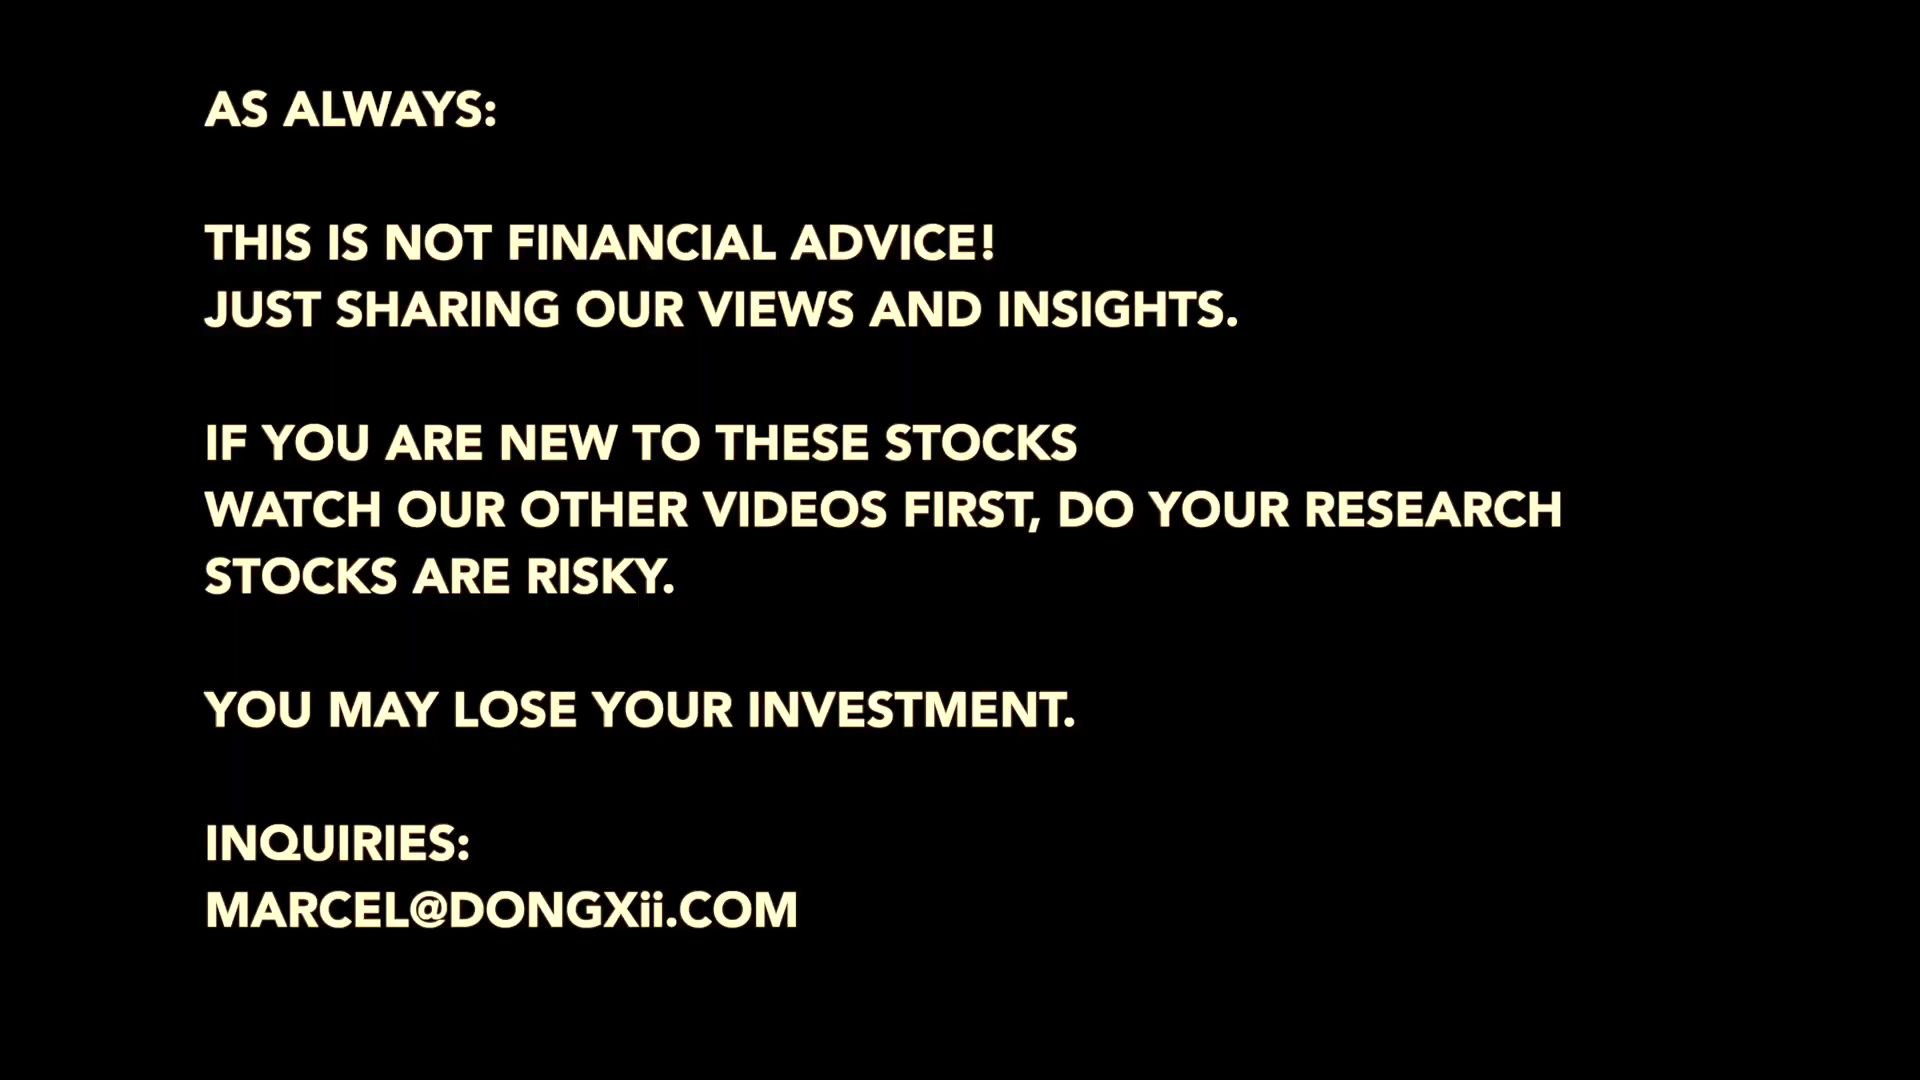 AS ALWAYS:
THIS IS NOT FINANCIAL ADVICE!
JUST SHARING OUR VIEWS AND INSIGHTS.
IF YOU ARE NEW TO THESE STOCKS
WATCH OUR OTHER VIDEOS FIRST, DO YOUR RESEARCH
STOCKS ARE RISKY.
YOU MAY LOSE YOUR INVESTMENT.
INQUIRIES:
MARCEL@DONGXii.COM